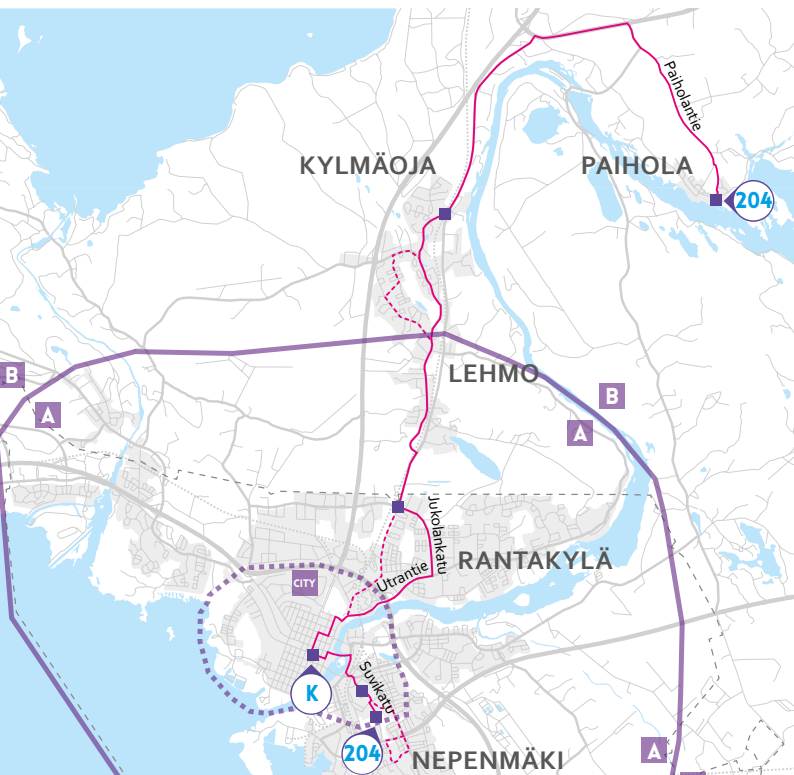 Paiholantie
KYLMÄOJA
PAIHOLA
204
LEHMO
B
A
B
A
Jukolankatu
RANTAKYLÄ
Utrantie
CITY
Suvikatu
K
204
NEPENMÄKI
A